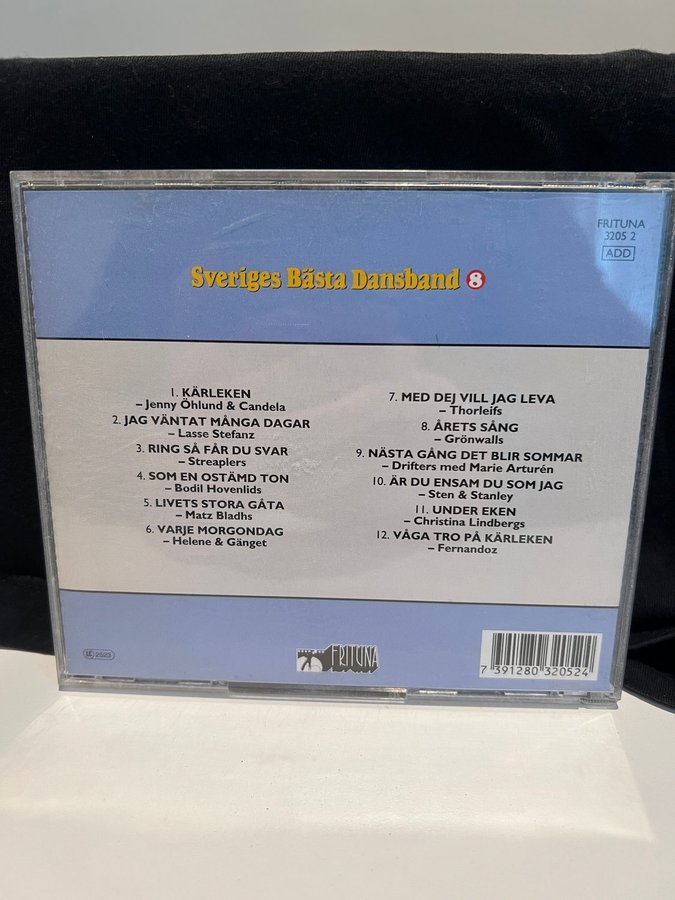 FRITUNA
3205 2
ADD
Sveriges Bästa Dansband 8
1. KÄRLEKEN
– Jenny Öhlund & Candela
2. JAG VÄNTAT MÅNGA DAGAR
– Lasse Stefanz
3. RING SÅ FÅR DU SVAR
– Streaplers
4. SOM EN OSTÄMD TON
– Bodil Hovenlids
5. LIVETS STORA GÅTA
– Matz Bladhs
6. VARJE MORGONDAG
– Helene & Gänget
7. MED DEJ VILL JAG LEVA
– Thorleifs
8. ÅRETS SÅNG
– Grönwalls
9. NÄSTA GÅNG DET BLIR SOMMAR
– Drifters med Marie Arturén
10. ÄR DU ENSAM DU SOM JAG
– Sten & Stanley
11. UNDER EKEN
– Christina Lindbergs
12. VÅGA TRO PÅ KÄRLEKEN
– Fernandoz
LC 2523
FRITUNA
7 391280 320524